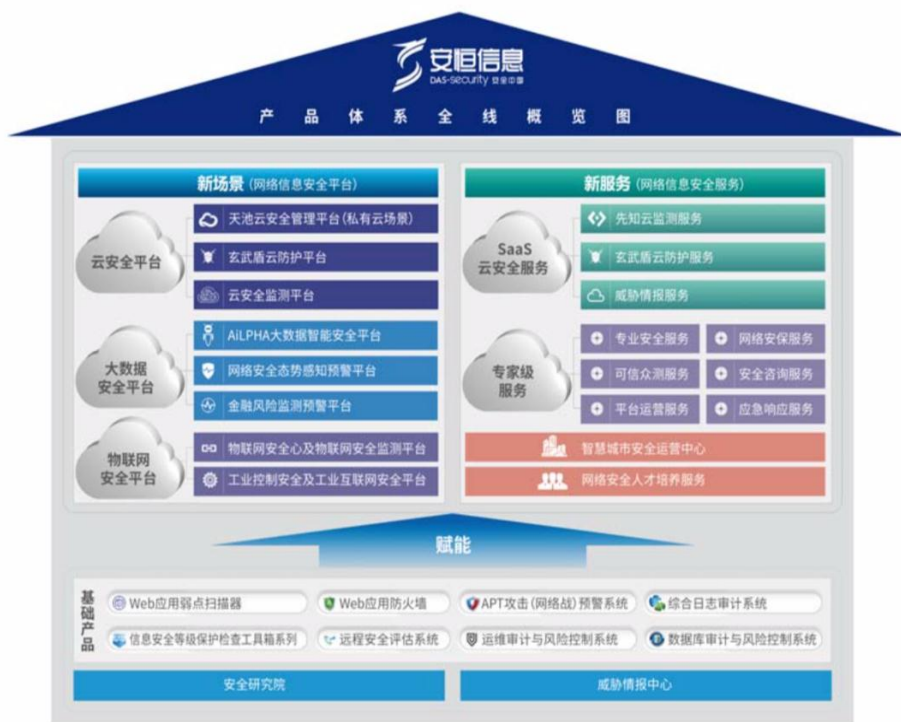 安恒信息
DAS-security 安全中国
产品体系全线概览图
新场景 (网络信息安全平台)
云安全平台
天池云安全管理平台(私有云场景)
玄武盾云防护平台
云安全监测平台
大数据
安全平台
AiLPHA大数据智能安全平台
网络安全态势感知预警平台
金融风险监测预警平台
物联网
安全平台
物联网安全心及物联网安全监测平台
工业控制安全及工业互联网安全平台
新服务 (网络信息安全服务)
SaaS
云安全服务
先知云监测服务
玄武盾云防护服务
威胁情报服务
专家级
服务
专业安全服务
网络安保服务
可信众测服务
安全咨询服务
平台运营服务
应急响应服务
智慧城市安全运营中心
网络安全人才培养服务
赋能
基础产品
Web应用弱点扫描器
Web应用防火墙
APT攻击(网络战)预警系统
综合日志审计系统
信息安全等级保护检查工具箱系列
远程安全评估系统
运维审计与风险控制系统
数据库审计与风险控制系统
安全研究院
威胁情报中心